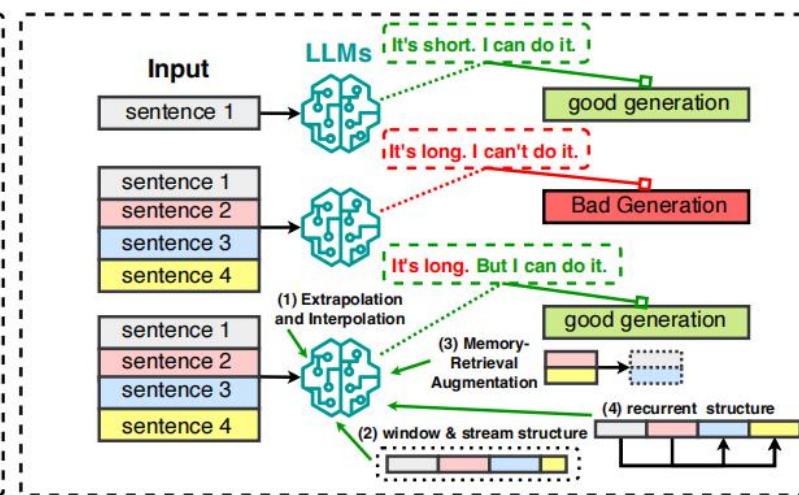 Input
LLMs
It's short. I can do it.
sentence 1
good generation
It's long. I can't do it.
sentence 1
sentence 2
sentence 3
sentence 4
Bad Generation
It's long. But I can do it.
(1) Extrapolation
and Interpolation
good generation
sentence 1
sentence 2
sentence 3
sentence 4
(3) Memory-
Retrieval
Augmentation
(4) recurrent structure
(2) window & stream structure